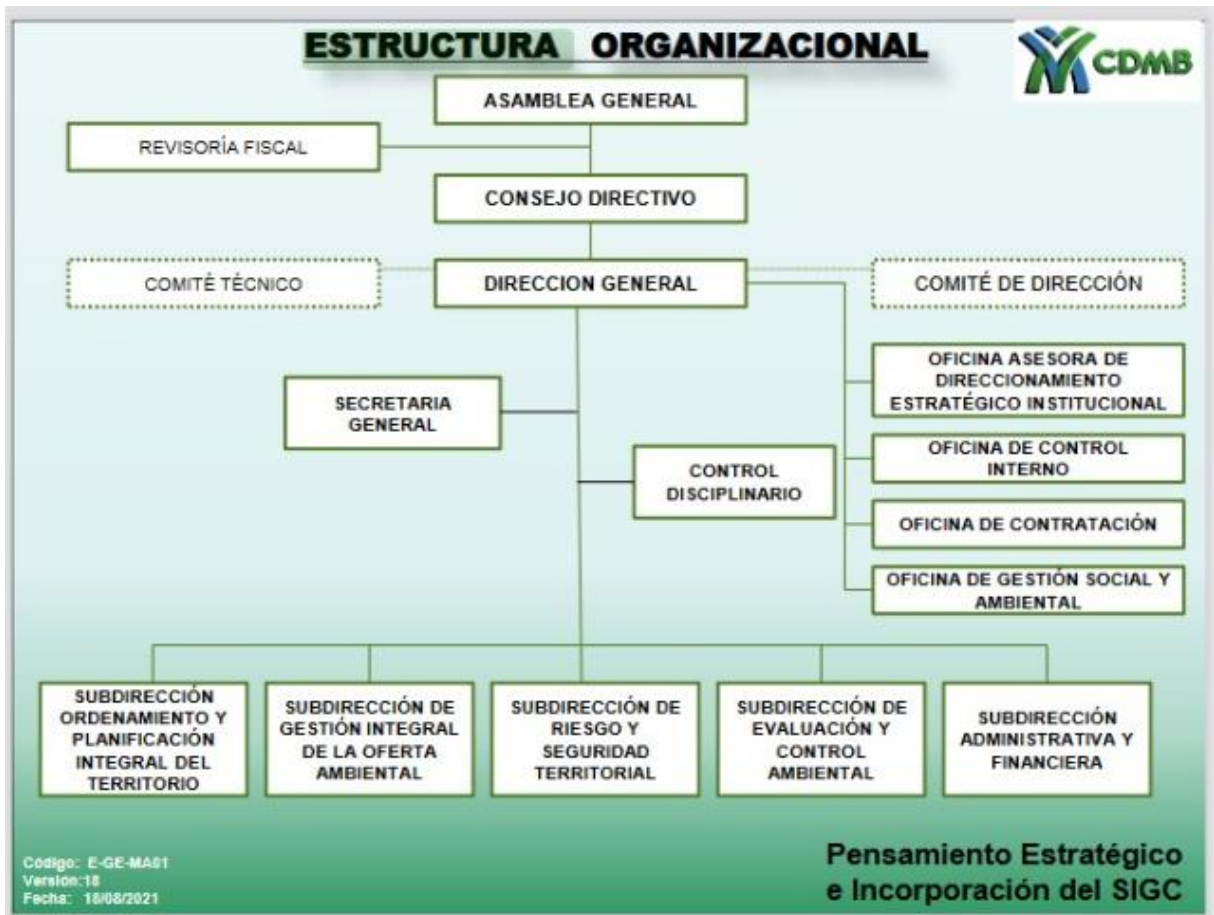 ESTRUCTURA ORGANIZACIONAL
CDMB
ASAMBLEA GENERAL
REVISORÍA FISCAL
CONSEJO DIRECTIVO
COMITÉ TÉCNICO
DIRECCION GENERAL
COMITÉ DE DIRECCIÓN
OFICINA ASESORA DE
DIRECCIONAMIENTO
ESTRATÉGICO INSTITUCIONAL
SECRETARIA
GENERAL
OFICINA DE CONTROL
INTERNO
CONTROL
DISCIPLINARIO
OFICINA DE CONTRATACIÓN
OFICINA DE GESTIÓN SOCIAL Y
AMBIENTAL
SUBDIRECCIÓN
ORDENAMIENTO Y
PLANIFICACIÓN
INTEGRAL DEL
TERRITORIO
SUBDIRECCIÓN DE
GESTIÓN INTEGRAL
DE LA OFERTA
AMBIENTAL
SUBDIRECCIÓN DE
RIESGO Y
SEGURIDAD
TERRITORIAL
SUBDIRECCIÓN DE
EVALUACIÓN Y
CONTROL
AMBIENTAL
SUBDIRECCIÓN
ADMINISTRATIVA Y
FINANCIERA
Código: E-GE-MA01
Versión:18
Fecha: 18/08/2021
Pensamiento Estratégico
e Incorporación del SIGC